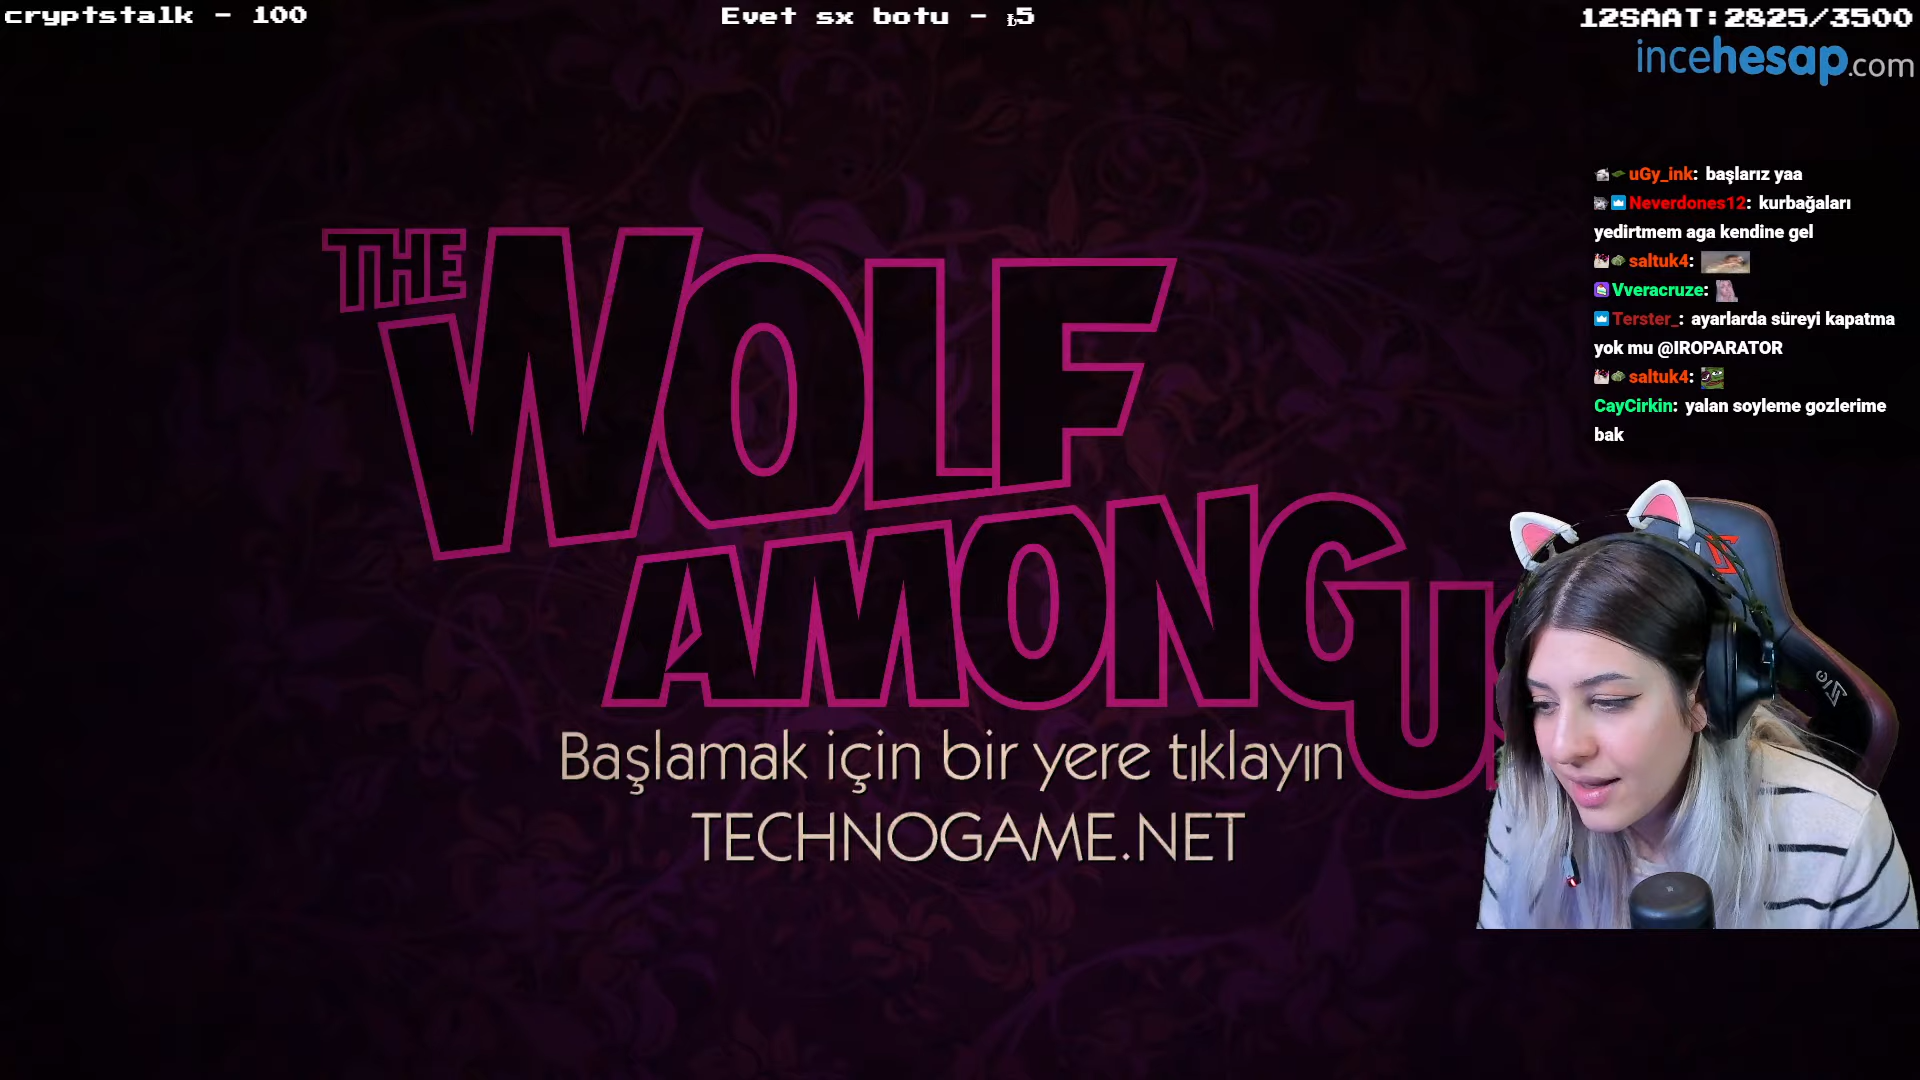 cryptstalk - 100
Evet sx botu - ₺5
12SAAT:2825/3500
incehesap.com
uGy_ink: başlarız yaa
Neverdones12: kurbağaları
yedirtmem aga kendine gel
saltuk4:
Vveracruze:
Terster_: ayarlarda süreyi kapatma
yok mu @IROPARATOR
saltuk4:
CayCirkin: yalan soyleme gozlerime
bak
THE
WOLF
AMONG
US
Başlamak için bir yere tıklayın
TECHNOGAME.NET